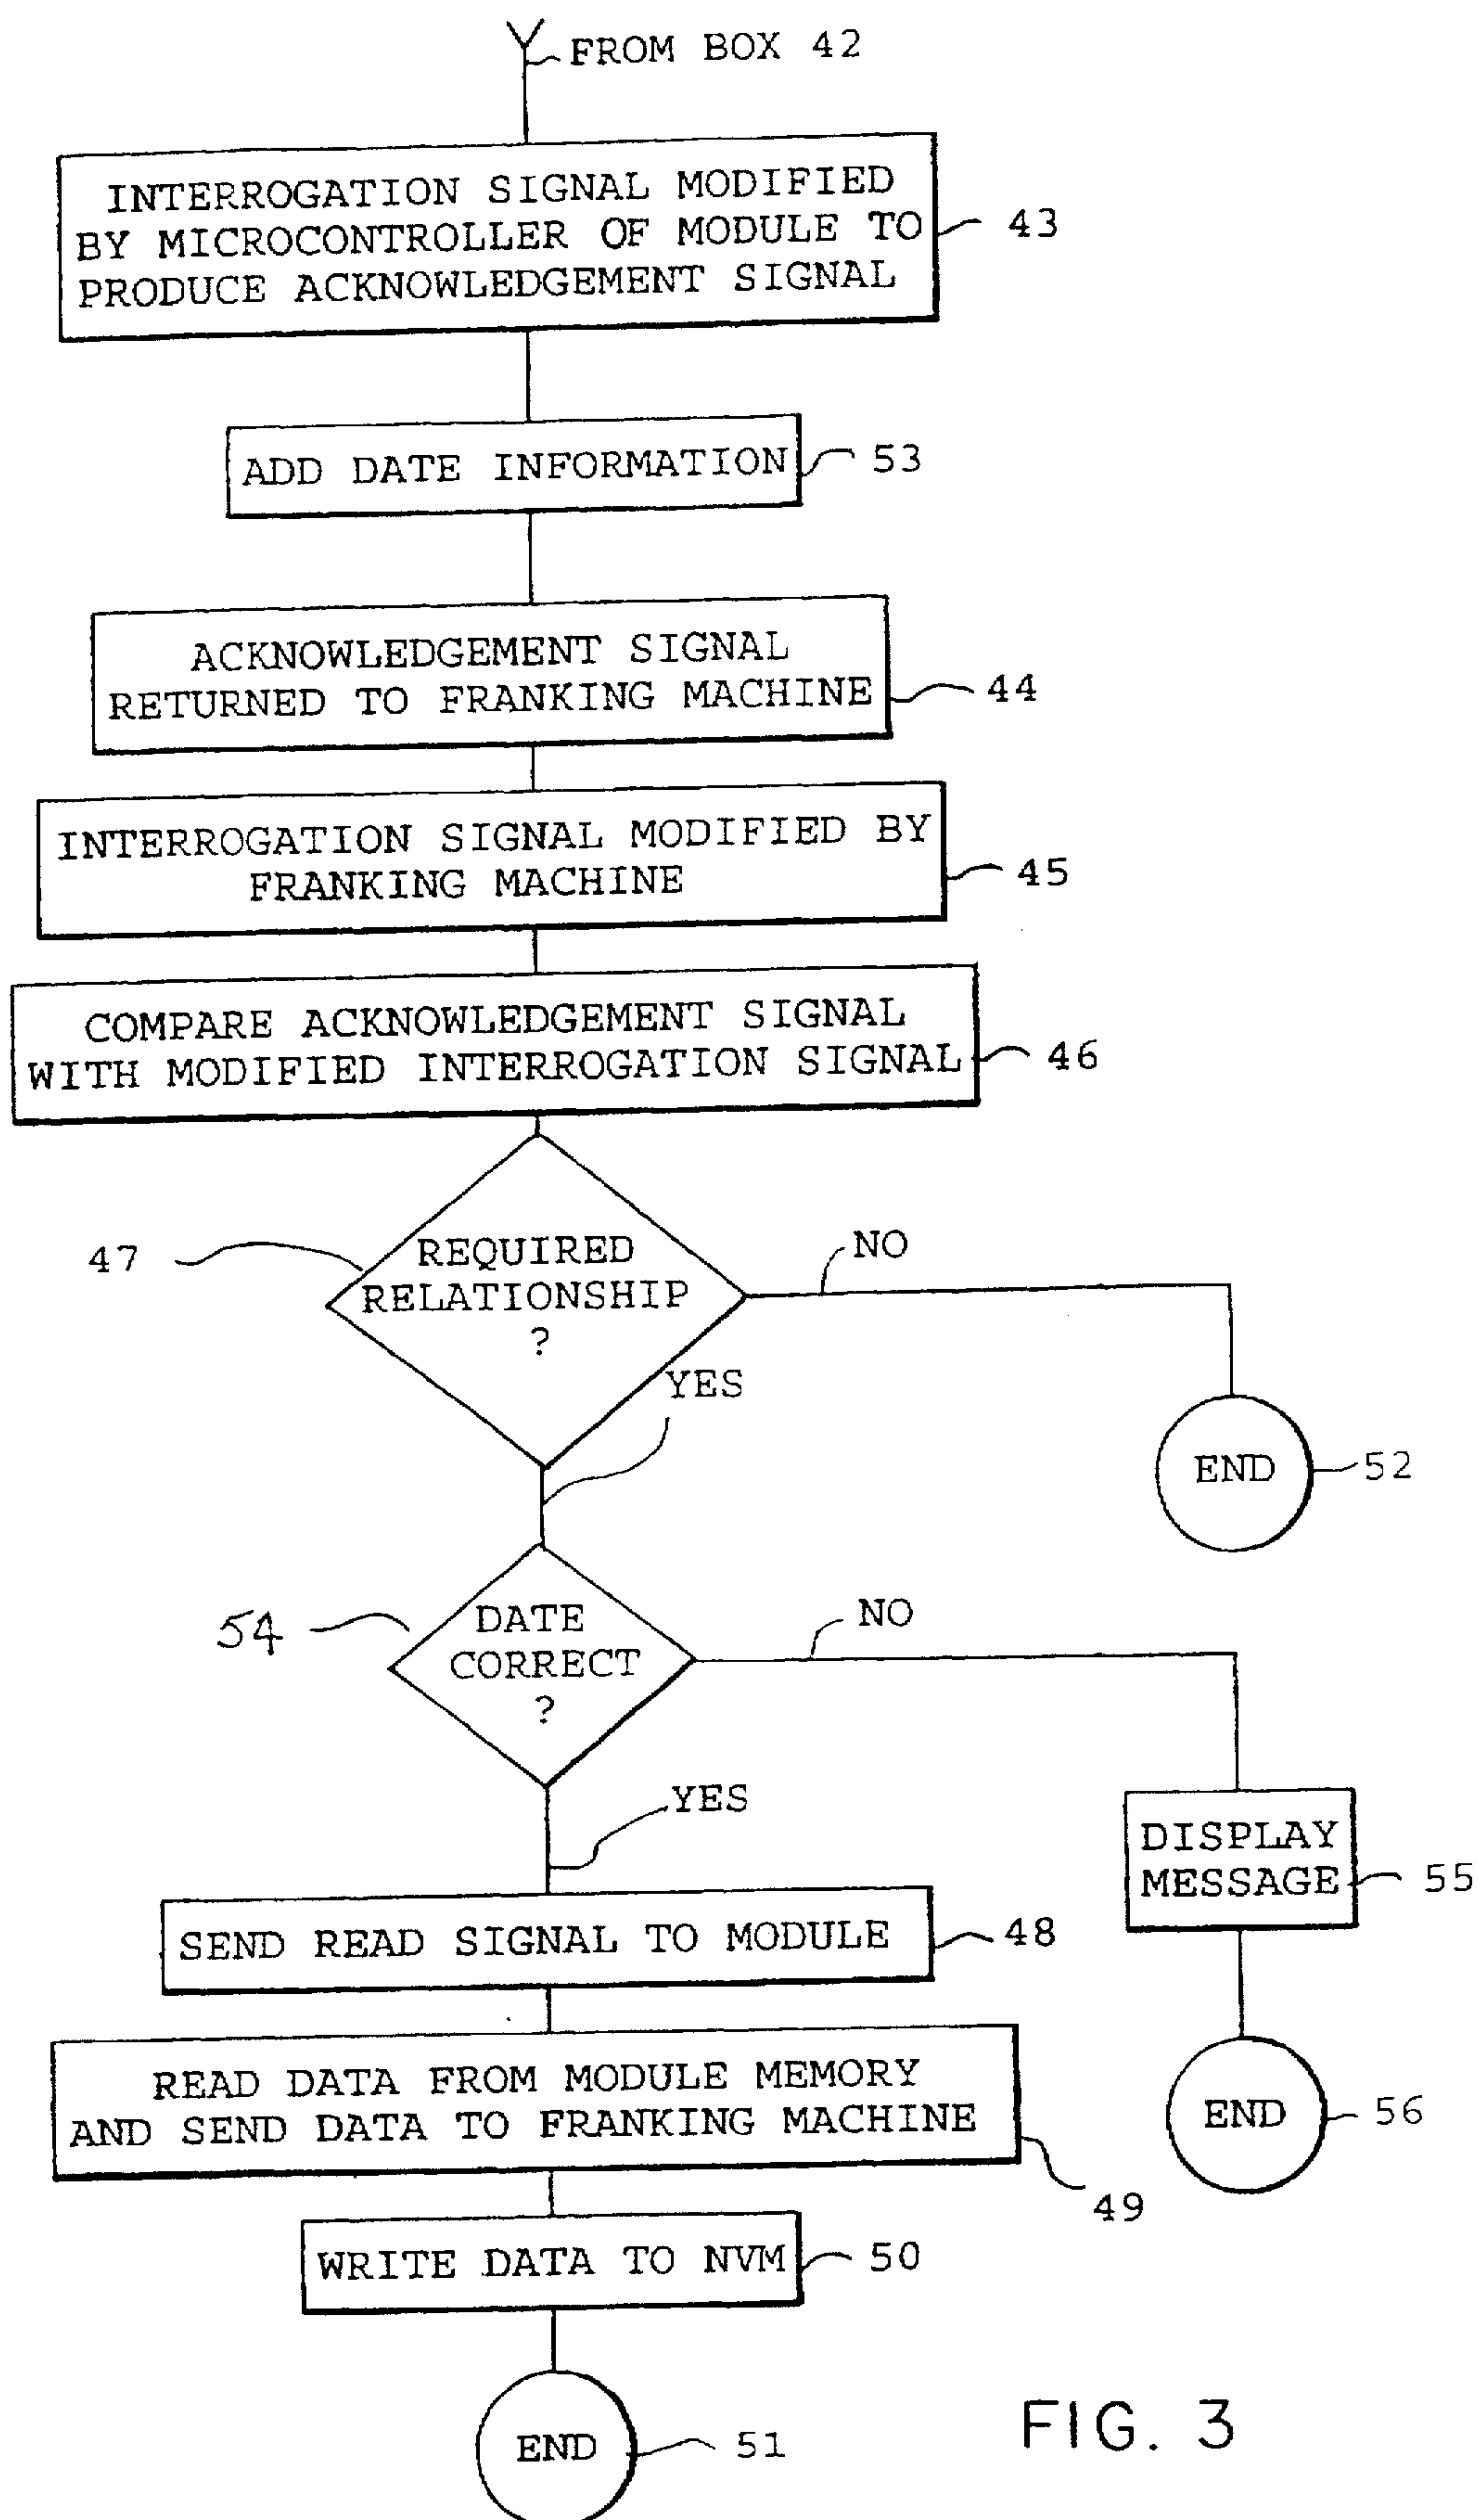 FROM BOX 42
INTERROGATION SIGNAL MODIFIED
BY MICROCONTROLLER OF MODULE TO
PRODUCE ACKNOWLEDGEMENT SIGNAL
43
ADD DATE INFORMATION
53
ACKNOWLEDGEMENT SIGNAL
RETURNED TO FRANKING MACHINE
44
INTERROGATION SIGNAL MODIFIED BY
FRANKING MACHINE
45
COMPARE ACKNOWLEDGEMENT SIGNAL
WITH MODIFIED INTERROGATION SIGNAL
46
47
REQUIRED
RELATIONSHIP
?
NO
YES
END
52
54
DATE
CORRECT
?
NO
YES
DISPLAY
MESSAGE
55
SEND READ SIGNAL TO MODULE
48
READ DATA FROM MODULE MEMORY
AND SEND DATA TO FRANKING MACHINE
49
END
56
WRITE DATA TO NVM
50
END
51
FIG. 3